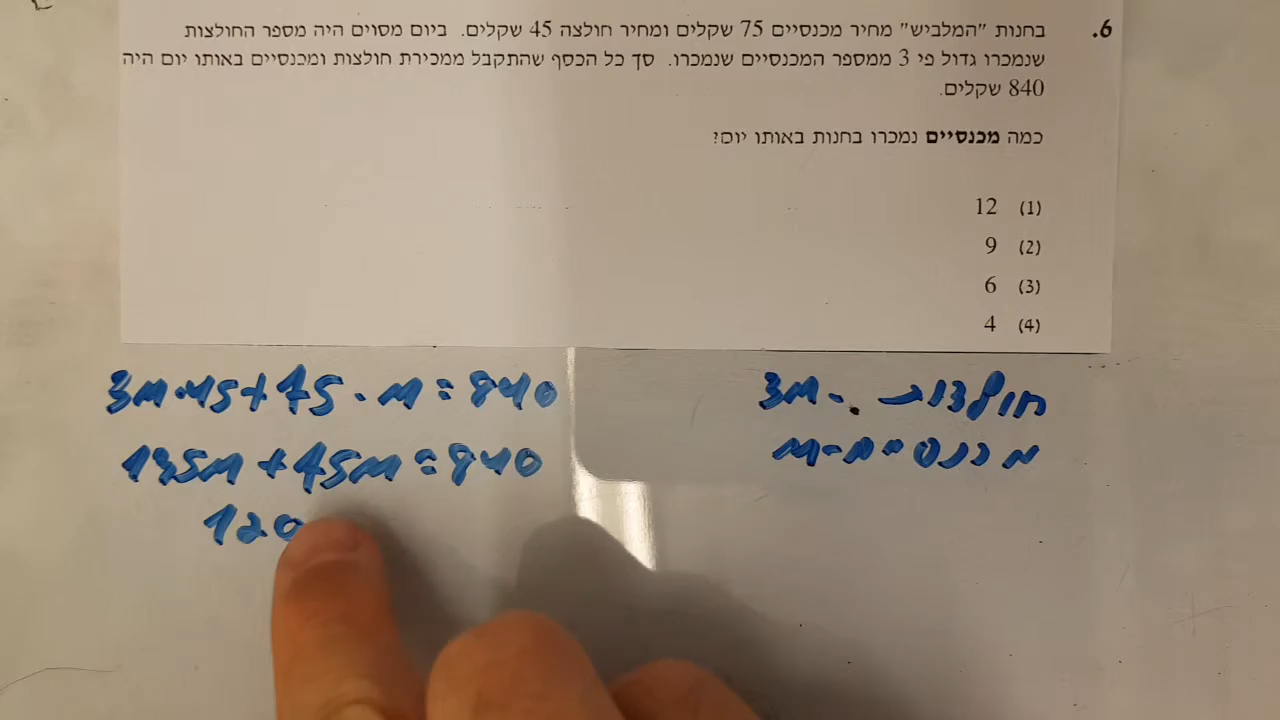 6. בחנות "המלביש" מחיר מכנסיים 75 שקלים ומחיר חולצה 45 שקלים. ביום מסוים היה מספר החולצות
שנמכרו גדול פי 3 ממספר המכנסיים שנמכרו. סך כל הכסף שהתקבל ממכירת חולצות ומכנסיים באותו יום היה
840 שקלים.
כמה מכנסיים נמכרו בחנות באותו יום?
(1) 12
(2) 9
(3) 6
(4) 4
חולצות - 3m
מכנסיים = m
3m·45+75·m=840
135m+75m=840
120